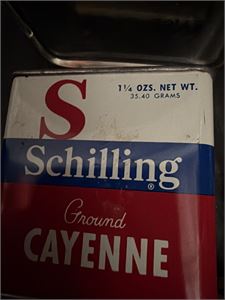 S
1¼ OZS. NET WT.
35.40 GRAMS
Schilling ®
Ground
CAYENNE